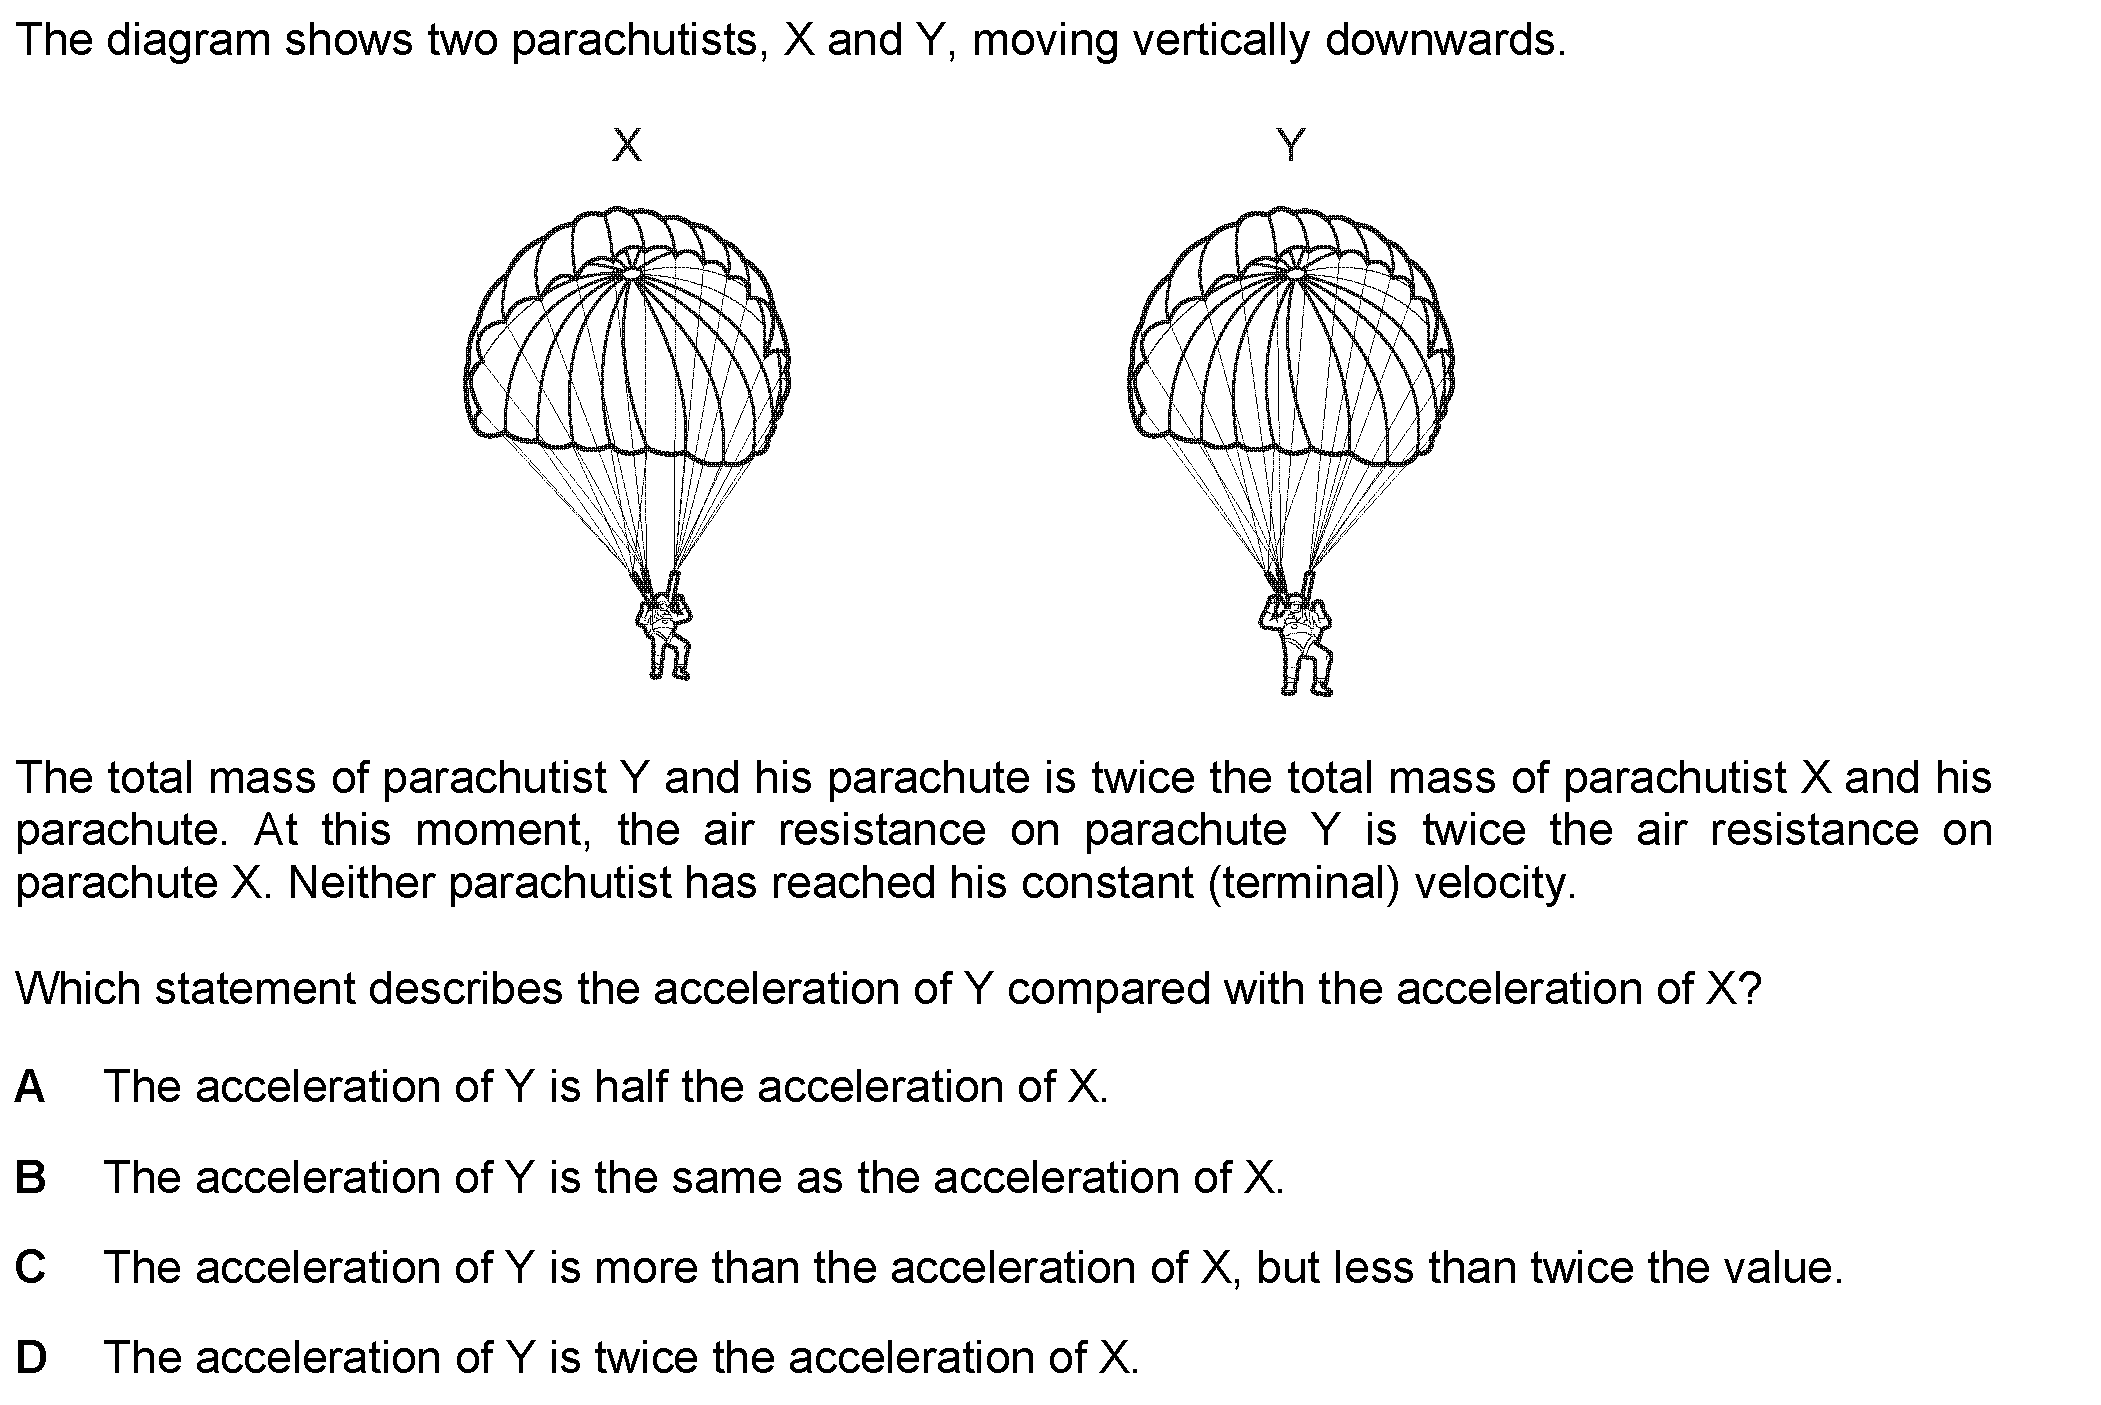 The diagram shows two parachutists, X and Y, moving vertically downwards.
X Y
The total mass of parachutist Y and his parachute is twice the total mass of parachutist X and his
parachute. At this moment, the air resistance on parachute Y is twice the air resistance on
parachute X. Neither parachutist has reached his constant (terminal) velocity.
Which statement describes the acceleration of Y compared with the acceleration of X?
A The acceleration of Y is half the acceleration of X.
B The acceleration of Y is the same as the acceleration of X.
C The acceleration of Y is more than the acceleration of X, but less than twice the value.
D The acceleration of Y is twice the acceleration of X.